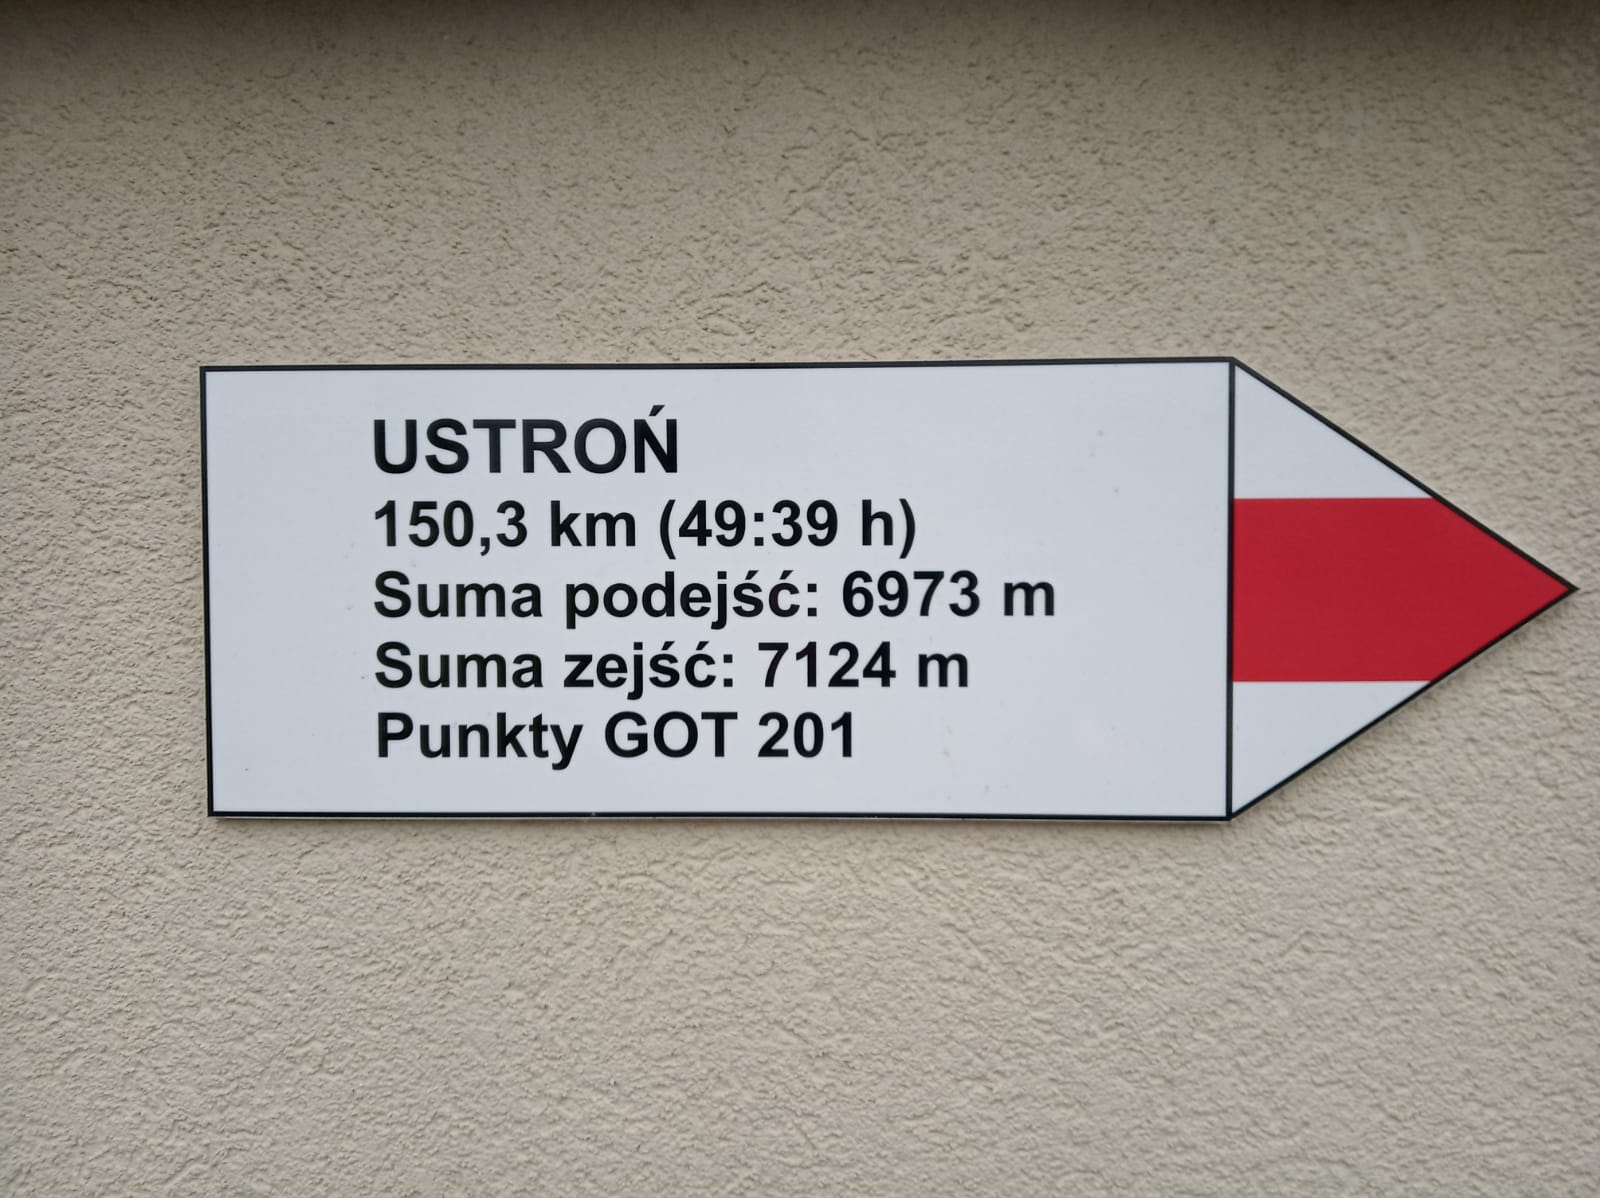 USTROŃ
150,3 km (49:39 h)
Suma podejść: 6973 m
Suma zejść: 7124 m
Punkty GOT 201